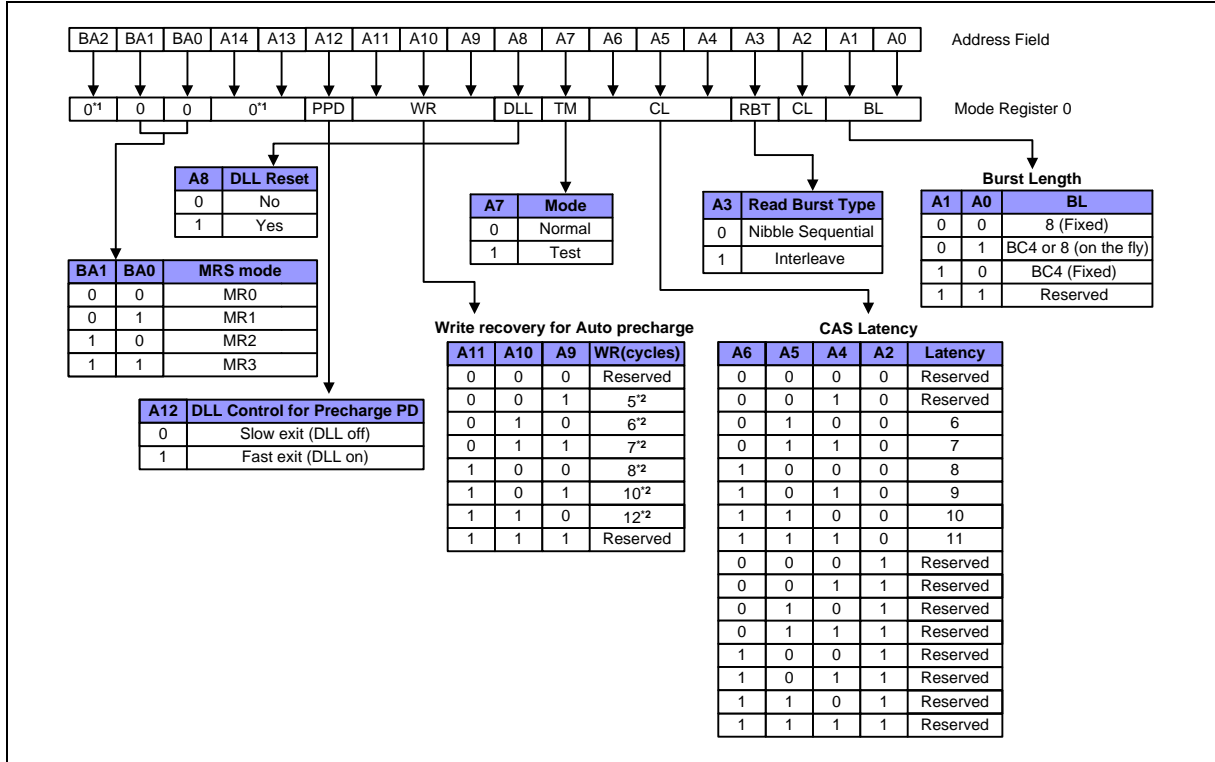 BA2 BA1 BA0 A14 A13 A12 A11 A10 A9 A8 A7 A6 A5 A4 A3 A2 A1 A0 Address Field
0*1 0 0 0*1 PPD WR DLL TM CL RBT CL BL Mode Register 0
A8 DLL Reset
0 No
1 Yes
A7 Mode
0 Normal
1 Test
A3 Read Burst Type
0 Nibble Sequential
1 Interleave
Burst Length
A1 A0 BL
0 0 8 (Fixed)
0 1 BC4 or 8 (on the fly)
1 0 BC4 (Fixed)
1 1 Reserved
BA1 BA0 MRS mode
0 0 MR0
0 1 MR1
1 0 MR2
1 1 MR3
A12 DLL Control for Precharge PD
0 Slow exit (DLL off)
1 Fast exit (DLL on)
Write recovery for Auto precharge
A11 A10 A9 WR(cycles)
0 0 0 Reserved
0 0 1 5*2
0 1 0 6*2
0 1 1 7*2
1 0 0 8*2
1 0 1 10*2
1 1 0 12*2
1 1 1 Reserved
CAS Latency
A6 A5 A4 A2 Latency
0 0 0 0 Reserved
0 0 1 0 Reserved
0 1 0 0 6
0 1 1 0 7
1 0 0 0 8
1 0 1 0 9
1 1 0 0 10
1 1 1 0 11
0 0 0 1 Reserved
0 0 1 1 Reserved
0 1 0 1 Reserved
0 1 1 1 Reserved
1 0 0 1 Reserved
1 0 1 1 Reserved
1 1 0 1 Reserved
1 1 1 1 Reserved